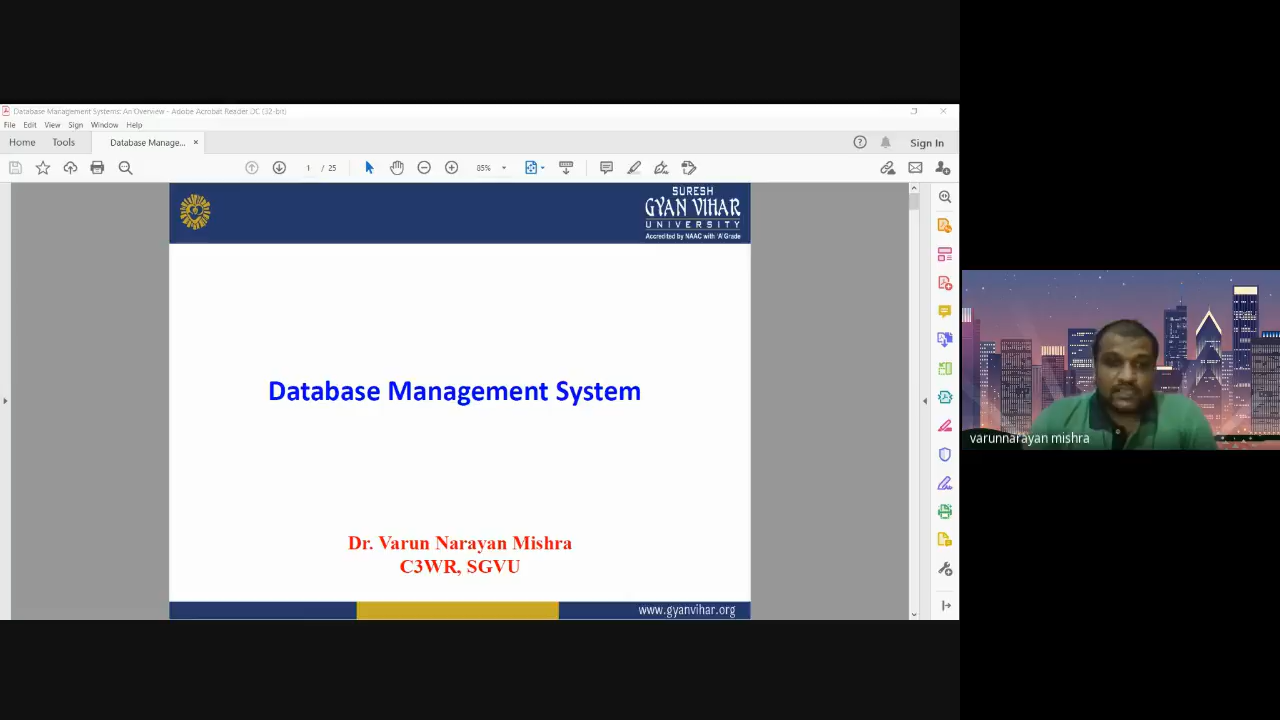 Database Management Systems: An Overview - Adobe Acrobat Reader DC (32-bit)
File Edit View Sign Window Help
Home Tools Database Manage... × Sign In
1 / 25 85%
SURESH
GYAN VIHAR
UNIVERSITY
Accredited by NAAC with 'A' Grade
Database Management System
varunnarayan mishra
Dr. Varun Narayan Mishra
C3WR, SGVU
www.gyanvihar.org